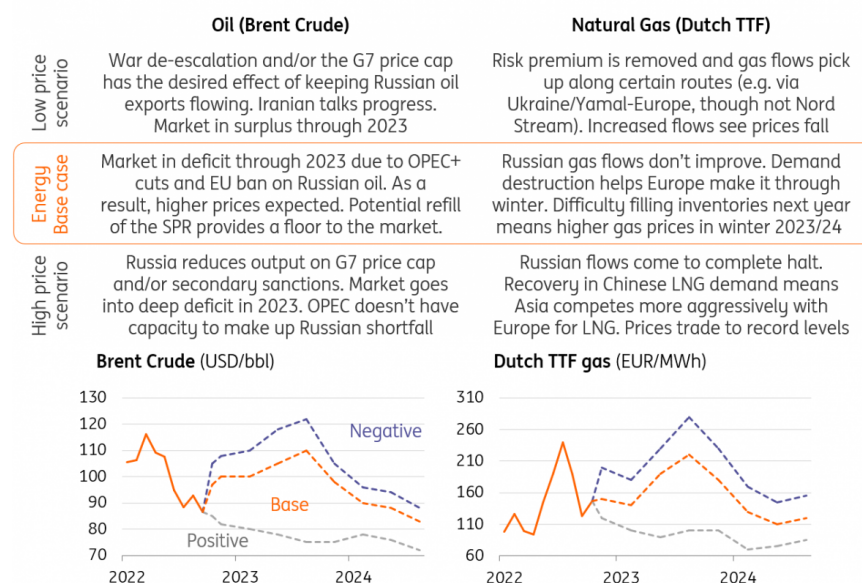 Oil (Brent Crude)
Natural Gas (Dutch TTF)
Low price
scenario
War de-escalation and/or the G7 price cap
has the desired effect of keeping Russian oil
exports flowing. Iranian talks progress.
Market in surplus through 2023
Risk premium is removed and gas flows pick
up along certain routes (e.g. via
Ukraine/Yamal-Europe, though not Nord
Stream). Increased flows see prices fall
Energy
Base case
Market in deficit through 2023 due to OPEC+
cuts and EU ban on Russian oil. As a
result, higher prices expected. Potential refill
of the SPR provides a floor to the market.
Russian gas flows don't improve. Demand
destruction helps Europe make it through
winter. Difficulty filling inventories next year
means higher gas prices in winter 2023/24
High price
scenario
Russia reduces output on G7 price cap
and/or secondary sanctions. Market goes
into deep deficit in 2023. OPEC doesn't have
capacity to make up Russian shortfall
Russian flows come to complete halt.
Recovery in Chinese LNG demand means
Asia competes more aggressively with
Europe for LNG. Prices trade to record levels
Brent Crude (USD/bbl)
130
120
110
100
90
80
70
Negative
Base
Positive
2022
2023
2024
Dutch TTF gas (EUR/MWh)
310
260
210
160
110
60
2022
2023
2024